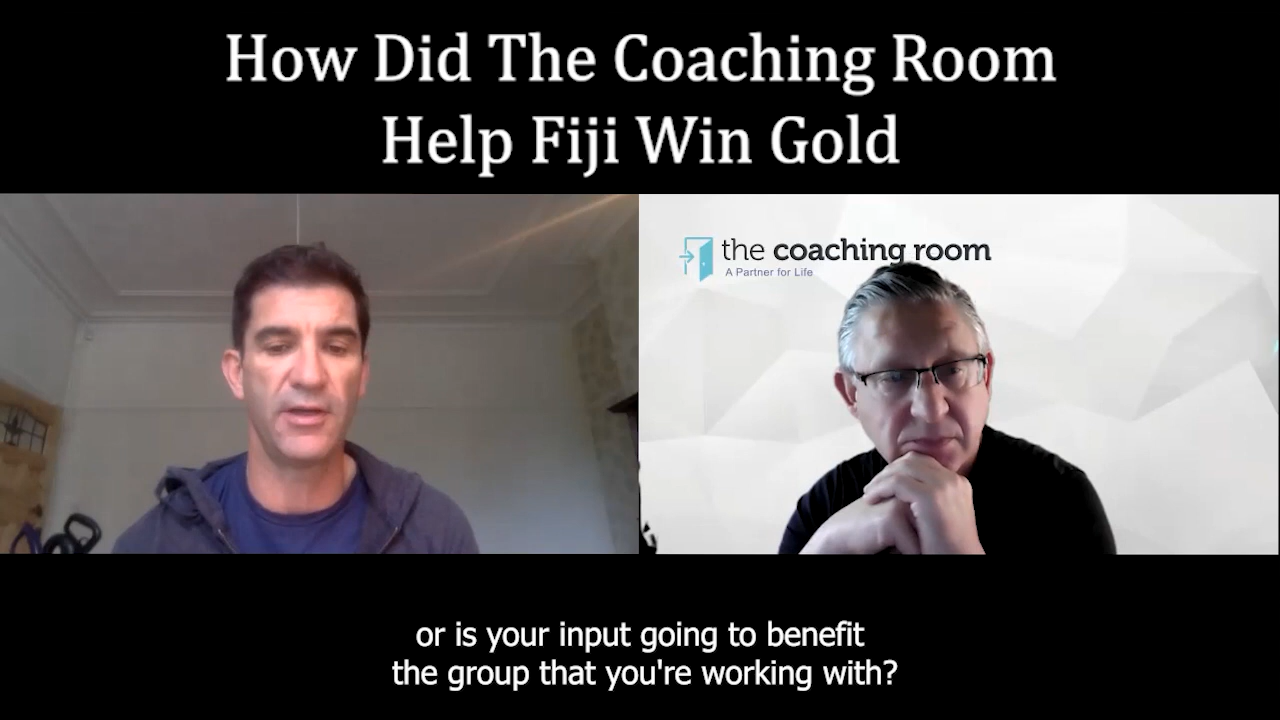 How Did The Coaching Room
Help Fiji Win Gold
the coaching room
A Partner for Life
or is your input going to benefit
the group that you're working with?